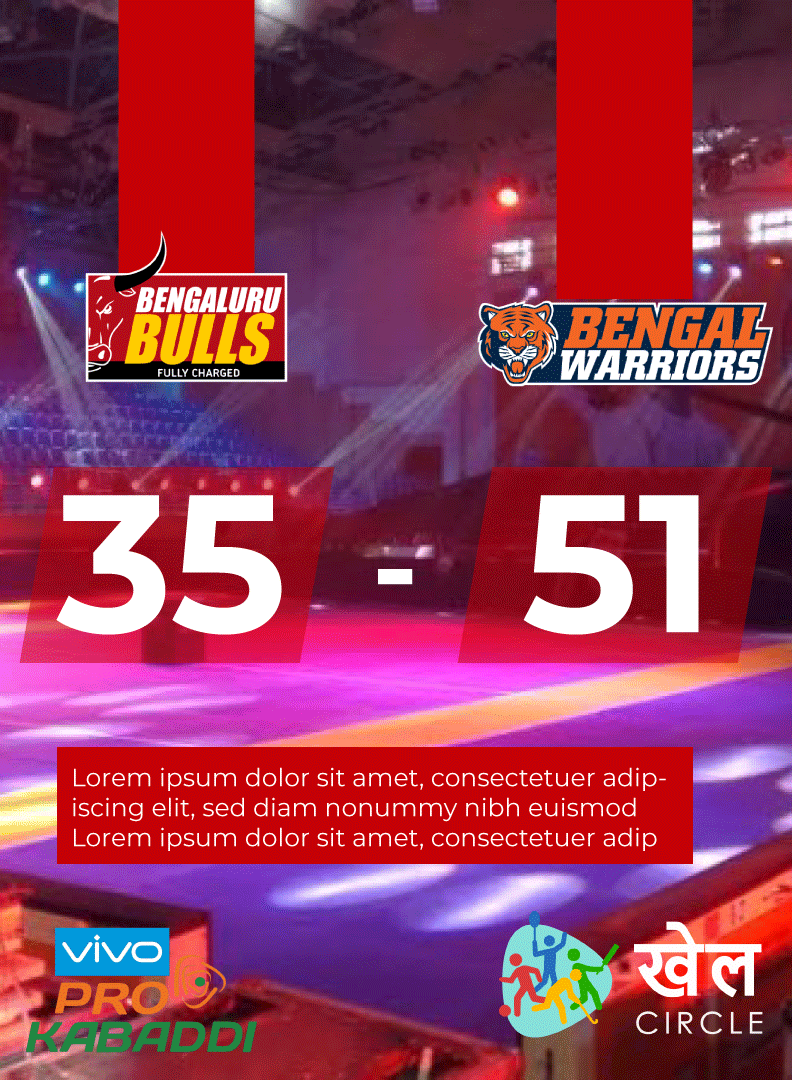 BENGALURU
BULLS
FULLY CHARGED
BENGAL
WARRIORS
35 - 51
Lorem ipsum dolor sit amet, consectetuer adip-
iscing elit, sed diam nonummy nibh euismod
Lorem ipsum dolor sit amet, consectetuer adip
vivo
PRO
KABADDI
खेल
CIRCLE